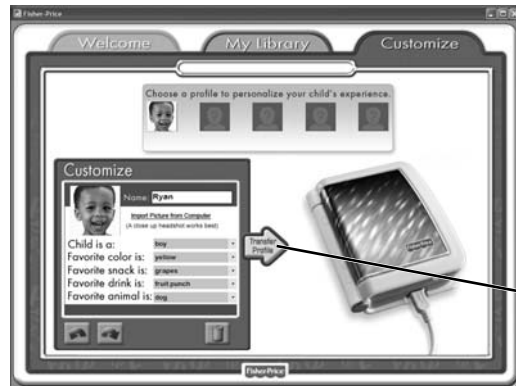 Fisher-Price
Welcome
My Library
Customize
Choose a profile to personalize your child's experience.
Customize
Name: Ryan
Import Picture from Computer
(A close up headshot works best)
Child is a: boy
Favorite color is: yellow
Favorite snack is: grapes
Favorite drink is: fruit punch
Favorite animal is: dog
Transfer
Profile
Fisher-Price